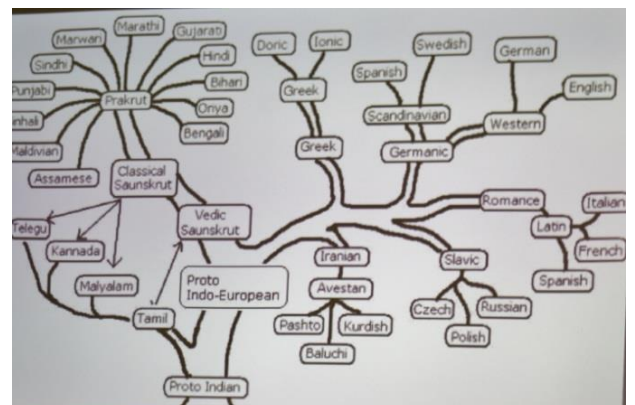 Marathi
Marwari
Gujarati
Sindhi
Hindi
Punjabi
Bihari
Prakrut
inhali
Oriya
Maldivian
Bengali
Assamese
Classical
Saunskrut
Vedic
Saunskrut
Telegu
Kannada
Malyalam
Tamil
Proto
Indo-European
Proto Indian
Doric
Ionic
Greek
Greek
Swedish
Spanish
Scandinavian
Germanic
German
English
Western
Romance
Italian
Latin
French
Spanish
Iranian
Avestan
Pashto
Kurdish
Baluchi
Slavic
Czech
Russian
Polish